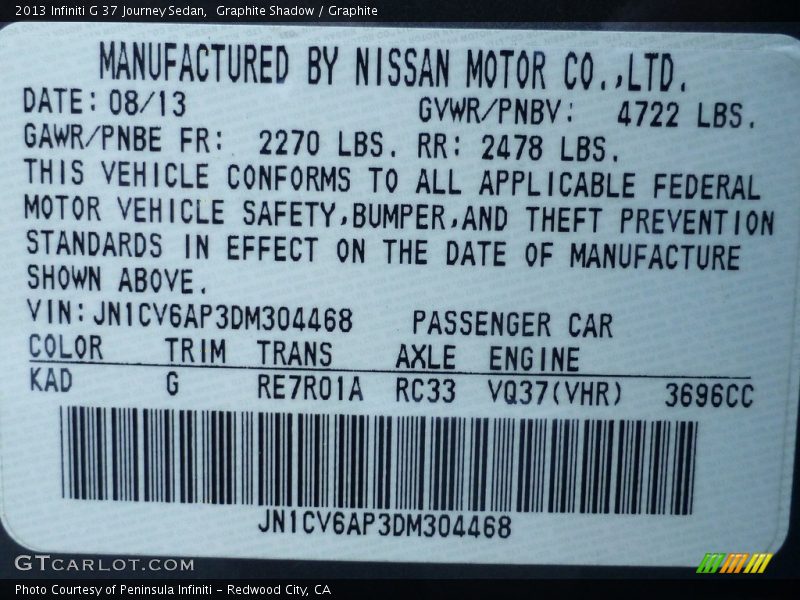 2013 Infiniti G 37 Journey Sedan,  Graphite Shadow / Graphite
MANUFACTURED BY NISSAN MOTOR CO.,LTD.
DATE: 08/13 GVWR/PNBV: 4722 LBS.
GAWR/PNBE FR: 2270 LBS. RR: 2478 LBS.
THIS VEHICLE CONFORMS TO ALL APPLICABLE FEDERAL
MOTOR VEHICLE SAFETY,BUMPER,AND THEFT PREVENTION
STANDARDS IN EFFECT ON THE DATE OF MANUFACTURE
SHOWN ABOVE.
VIN:JN1CV6AP3DM304468 PASSENGER CAR
COLOR TRIM TRANS AXLE ENGINE
KAD G RE7R01A RC33 VQ37(VHR) 3696CC
JN1CV6AP3DM304468
GTCARLOT.COM
Photo Courtesy of Peninsula Infiniti - Redwood City, CA